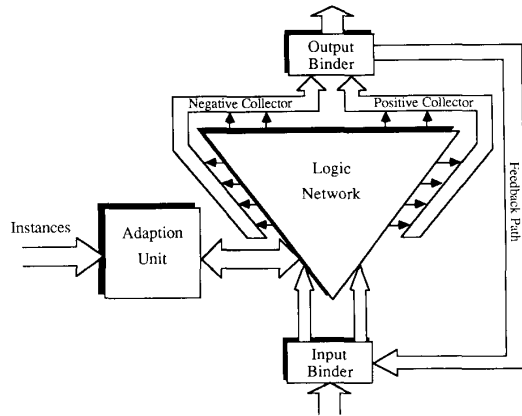 Output
Binder
Negative Collector
Positive Collector
Logic
Network
Feedback Path
Instances
Adaption
Unit
Input
Binder